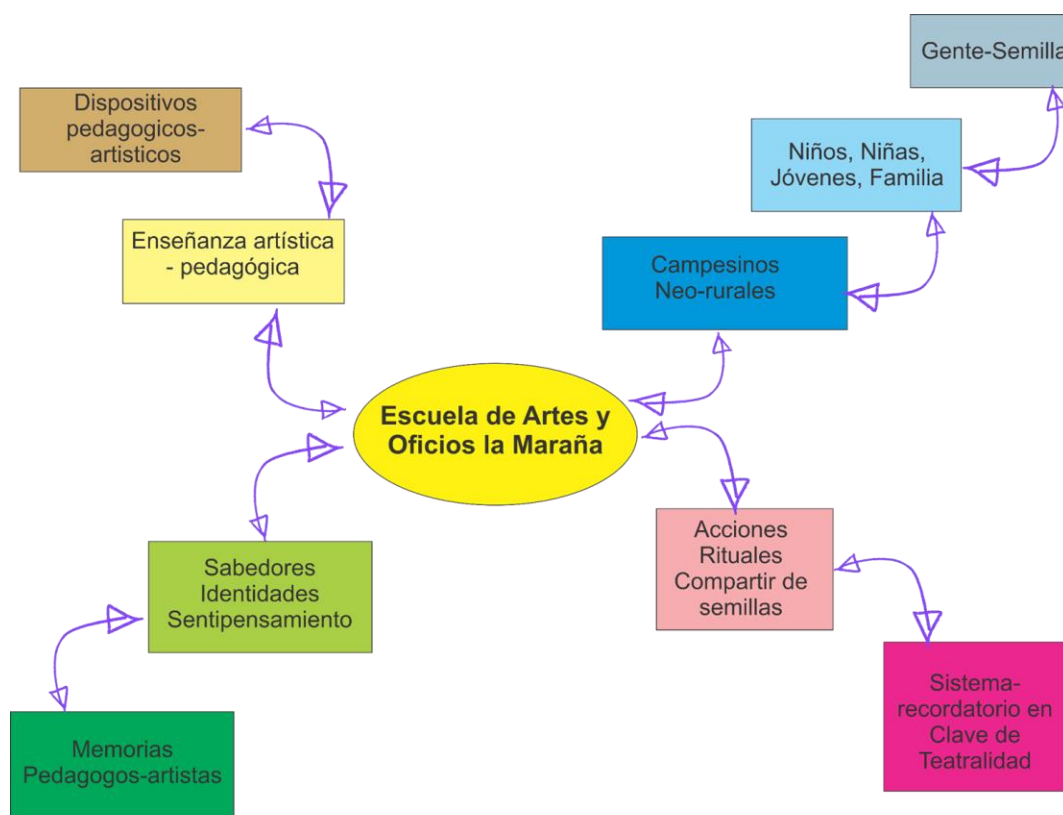 Gente-Semilla
Dispositivos
pedagogicos-
artisticos
Niños, Niñas,
Jóvenes, Familia
Enseñanza artística
- pedagógica
Campesinos
Neo-rurales
Escuela de Artes y
Oficios la Maraña
Acciones
Rituales
Compartir de
semillas
Sabedores
Identidades
Sentipensamiento
Sistema-
recordatorio en
Clave de
Teatralidad
Memorias
Pedagogos-artistas